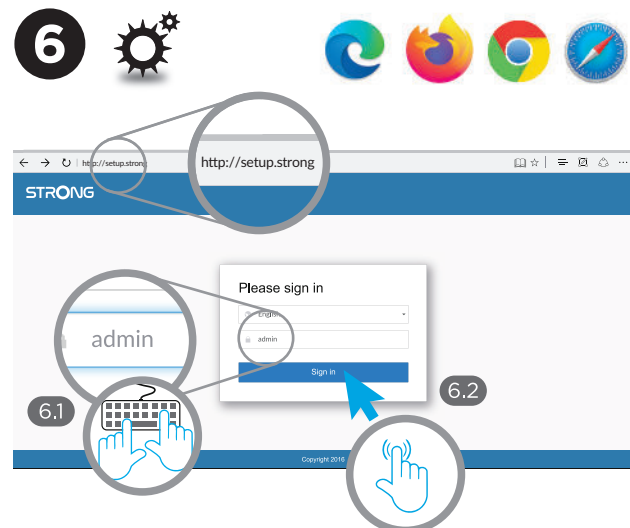 6
http://setup.strong
http://setup.strong
STRONG
Please sign in
English
admin
admin
Sign in
6.1
6.2
Copyright 2016